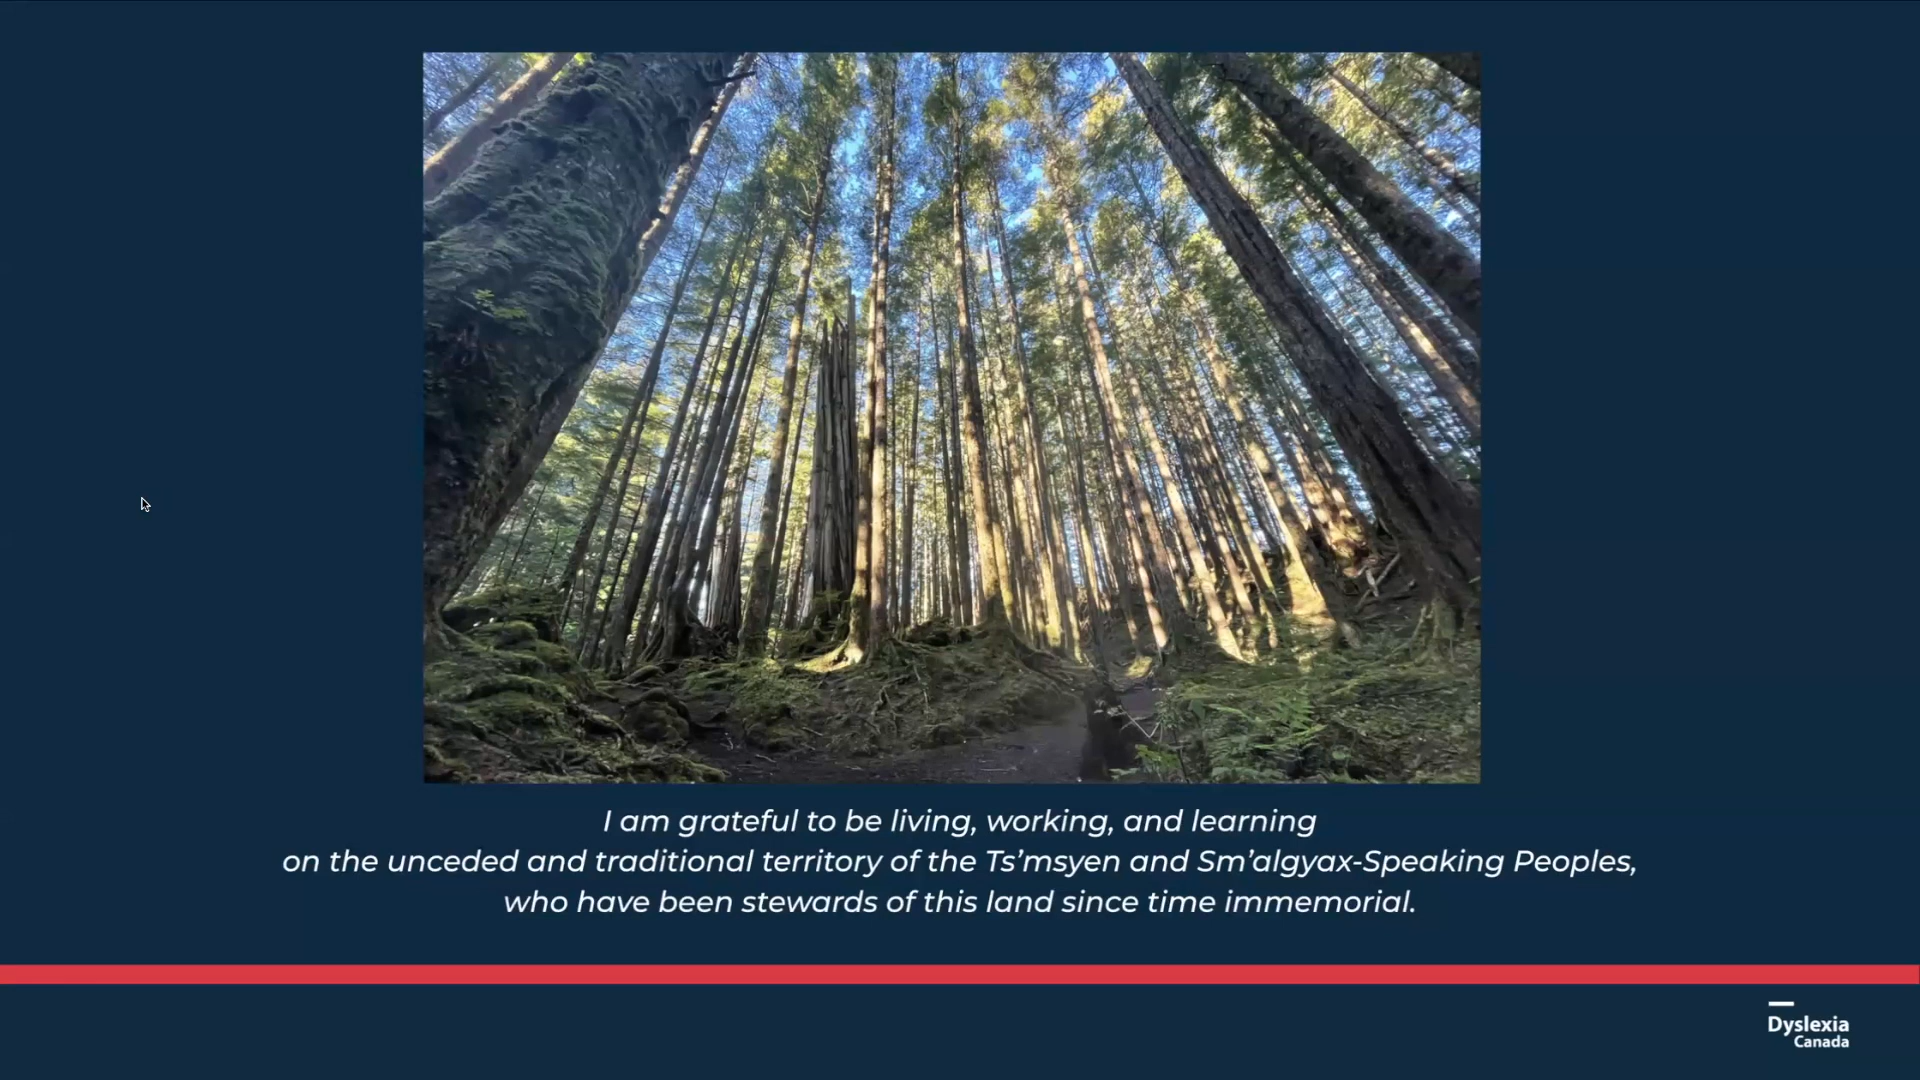 I am grateful to be living, working, and learning
on the unceded and traditional territory of the Ts’msyen and Sm’algyax-Speaking Peoples,
who have been stewards of this land since time immemorial.
Dyslexia
Canada